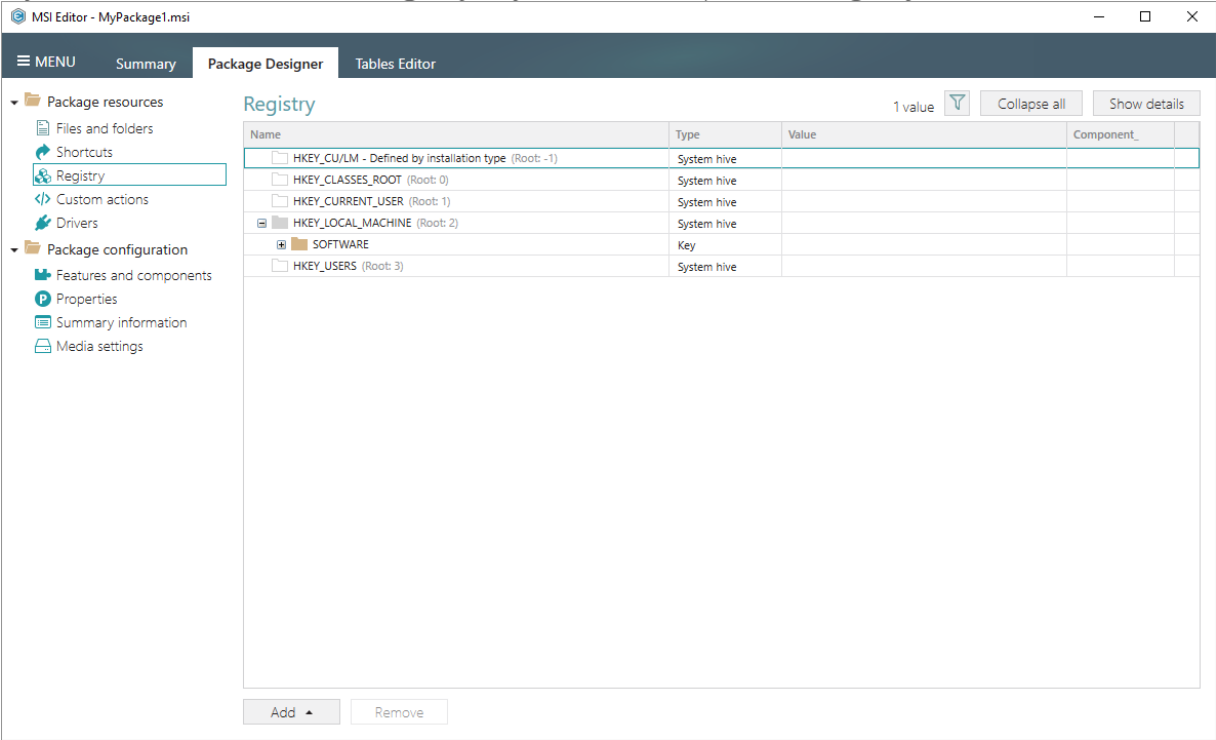 MSI Editor - MyPackage1.msi
MENU Summary Package Designer Tables Editor
Package resources
Files and folders
Shortcuts
Registry
Custom actions
Drivers
Package configuration
Features and components
Properties
Summary information
Media settings
Registry
1 value Collapse all Show details
Name Type Value Component_
HKEY_CU/LM - Defined by installation type (Root: -1) System hive
HKEY_CLASSES_ROOT (Root: 0) System hive
HKEY_CURRENT_USER (Root: 1) System hive
HKEY_LOCAL_MACHINE (Root: 2) System hive
SOFTWARE Key
HKEY_USERS (Root: 3) System hive
Add Remove